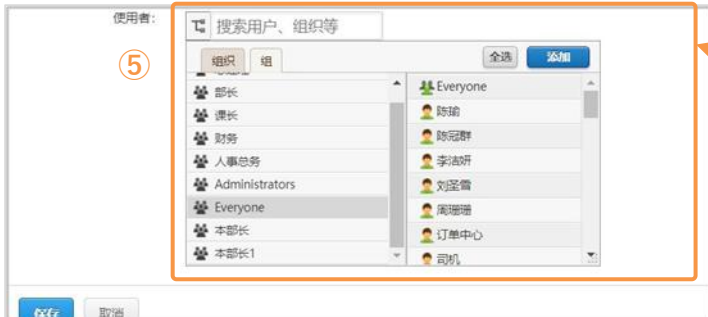 使用者:
搜索用户、组织等
⑤
组织
组
全选
添加
部长
课长
财务
人事总务
Administrators
Everyone
本部长
本部长1
Everyone
陈瑜
陈冠群
李洁妍
刘圣雪
周珊珊
订单中心
司机
保存
取消